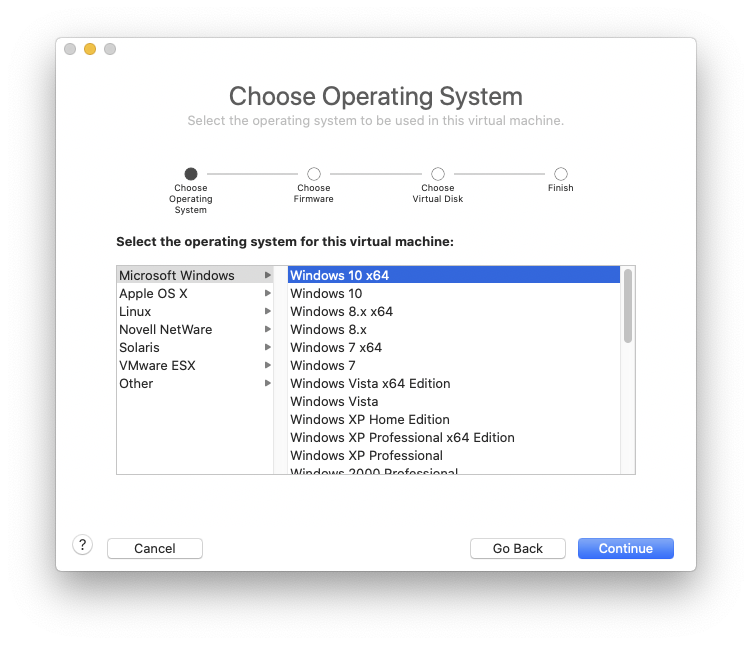 Choose Operating System
Select the operating system to be used in this virtual machine.
Choose
Operating
System
Choose
Firmware
Choose
Virtual Disk
Finish
Select the operating system for this virtual machine:
Microsoft Windows
Apple OS X
Linux
Novell NetWare
Solaris
VMware ESX
Other
Windows 10 x64
Windows 10
Windows 8.x x64
Windows 8.x
Windows 7 x64
Windows 7
Windows Vista x64 Edition
Windows Vista
Windows XP Home Edition
Windows XP Professional x64 Edition
Windows XP Professional
Windows 2000 Professional
?
Cancel
Go Back
Continue